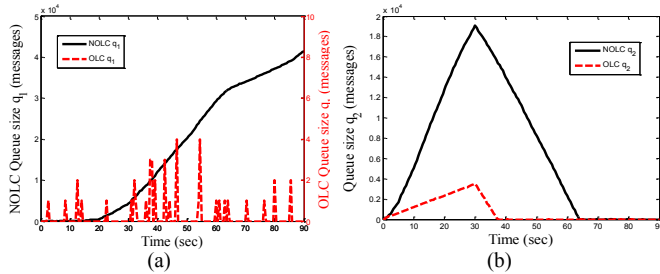 x 10^4
NOLC q1
OLC q1
NOLC Queue size q1 (messages)
0
1
2
3
4
5
0 10 20 30 40 50 60 70 80 90
Time (sec)
0
2
4
6
8
10
OLC Queue size q, (messages)
(a)
x 10^4
NOLC q2
OLC q2
Queue size q2 (messages)
0
0.2
0.4
0.6
0.8
1
1.2
1.4
1.6
1.8
2
0 10 20 30 40 50 60 70 80 90
Time (sec)
(b)